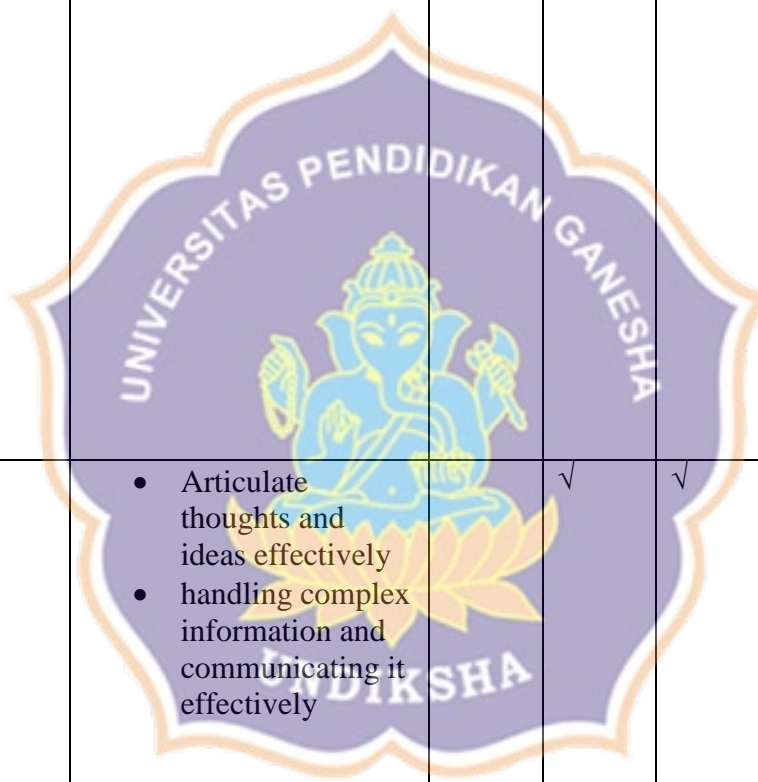 UNIVERSITAS PENDIDIKAN GANESHA
• Articulate
thoughts and
ideas effectively
• handling complex
information and
communicating it
effectively
√ √
UNDIKSHA